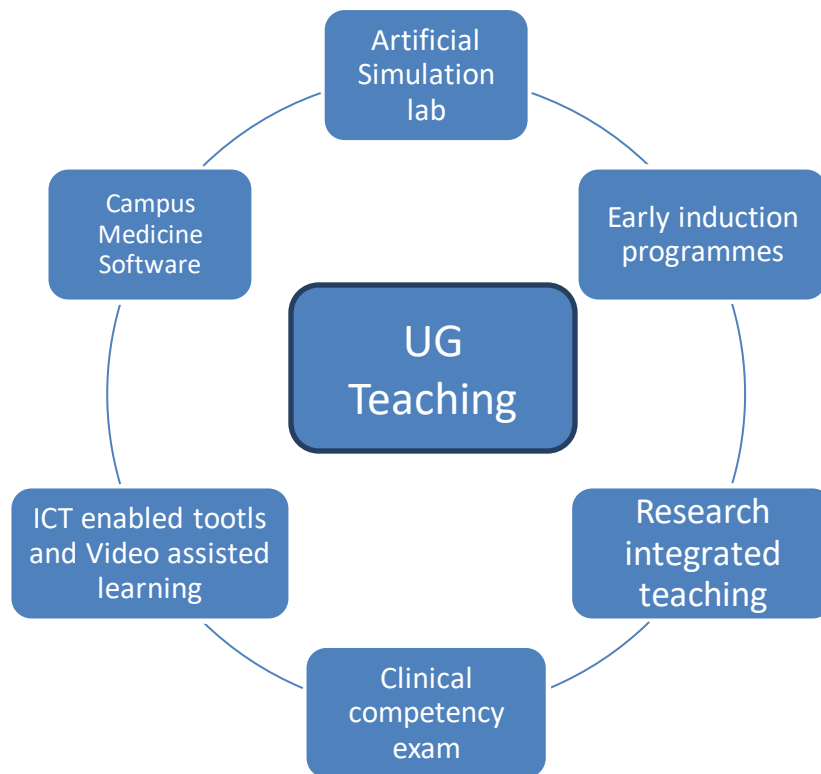 Artificial
Simulation
lab
Early induction
programmes
Campus
Medicine
Software
UG
Teaching
ICT enabled tootls
and Video assisted
learning
Research
integrated
teaching
Clinical
competency
exam